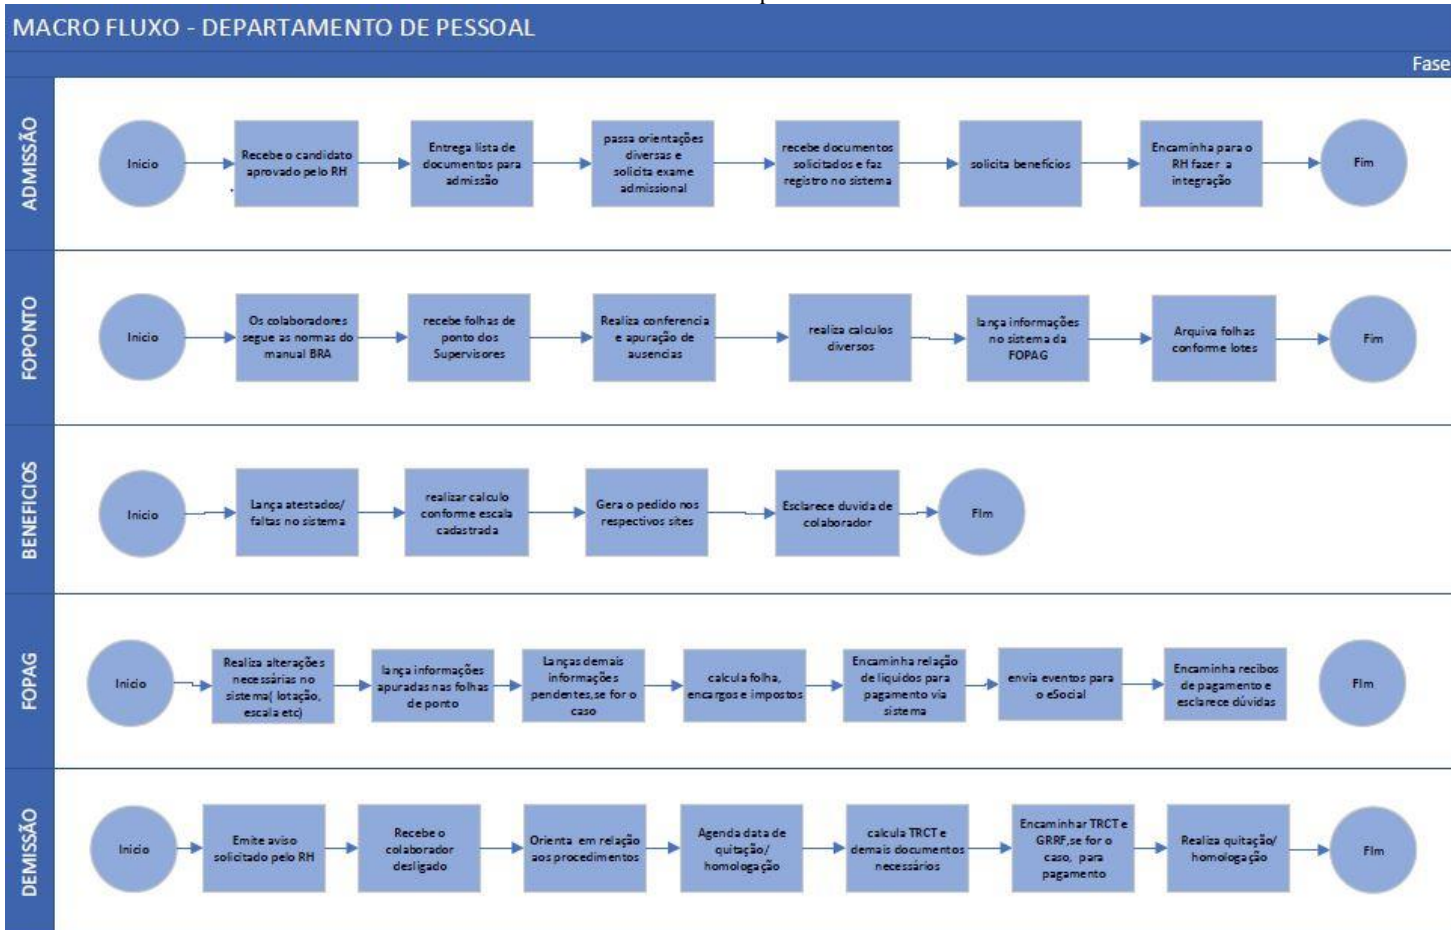 MACRO FLUXO - DEPARTAMENTO DE PESSOAL
Fase
ADMISSÃO
Inicio
Recebe o candidato
aprovado pelo RH
Entrega lista de
documentos para
admissão
passa orientações
diversas e
solicita exame
admissional
recebe documentos
solicitados e faz
registro no sistema
solicita benefícios
Encaminha para o
RH fazer a
integração
Fim
FOPONTO
Inicio
Os colaboradores
segue as normas do
manual BRA
recebe folhas de
ponto dos
Supervisores
Realiza conferencia
e apuração de
ausencias
realiza calculos
diversos
lança informações
no sistema da
FOPAG
Arquiva folhas
conforme lotes
Fim
BENEFICIOS
Inicio
Lança atestados/
faltas no sistema
realizar calculo
conforme escala
cadastrada
Gera o pedido nos
respectivos sites
Esclarece duvida de
colaborador
FIm
FOPAG
Inicio
Realiza alterações
necessárias no
sistema( lotação,
escala etc)
lança informações
apuradas nas folhas
de ponto
Lanças demais
informações
pendentes,se for o
caso
calcula folha,
encargos e impostos
Encaminha relação
de liquidos para
pagamento via
sistema
envia eventos para
o eSocial
Encaminha recibos
de pagamento e
esclarece dúvidas
FIm
DEMISSÃO
Inicio
Emite aviso
solicitado pelo RH
Recebe o
colaborador
desligado
Orienta em relação
aos procedimentos
Agenda data de
quitação/
homologação
calcula TRCT e
demais documentos
necessários
Encaminhar TRCT e
GRRF,se for o
caso, para
pagamento
Realiza quitação/
homologação
FIm